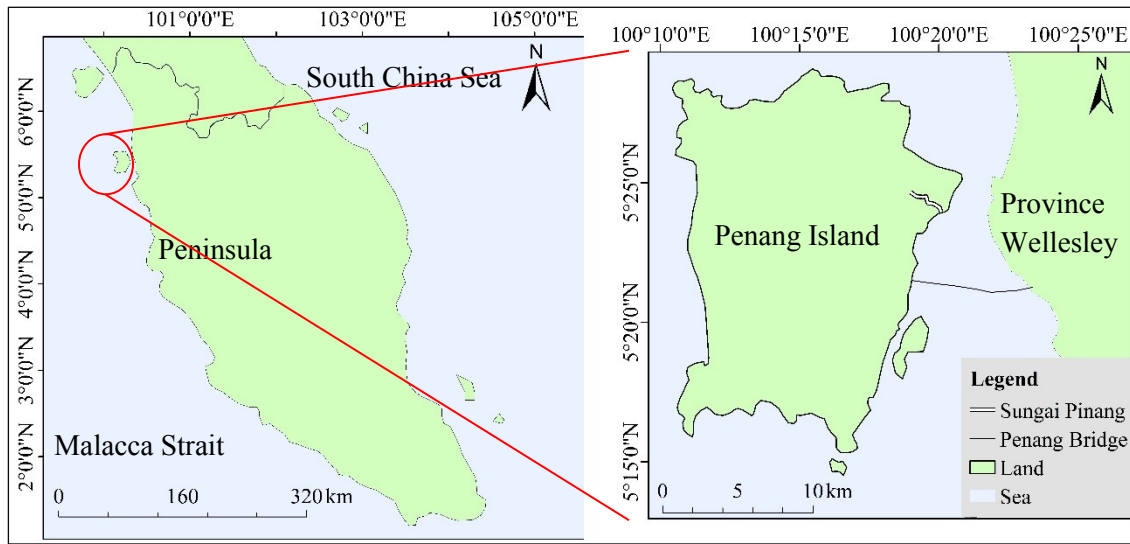 101°0'0"E 103°0'0"E 105°0'0"E
6°0'0"N
5°0'0"N
4°0'0"N
3°0'0"N
2°0'0"N
N
South China Sea
Peninsula
Malacca Strait
0 160 320 km
100°10'0"E 100°15'0"E 100°20'0"E 100°25'0"E
5°25'0"N
5°20'0"N
5°15'0"N
N
Penang Island
Province
Wellesley
Legend
Sungai Pinang
Penang Bridge
Land
Sea
0 5 10 km